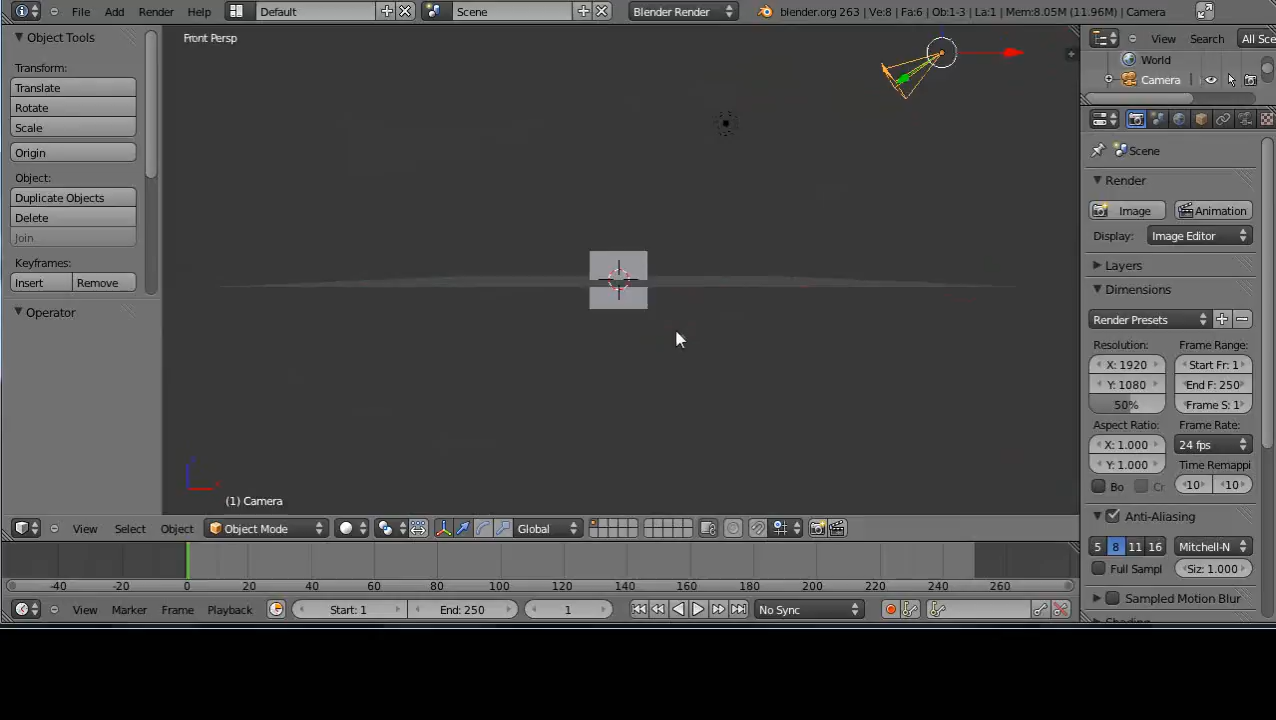 File Add Render Help Default Scene Blender Render blender.org 263 | Ve:8 | Fa:6 | Ob:1-3 | La:1 | Mem:8.05M (11.96M) | Camera
Object Tools
Transform:
Translate
Rotate
Scale
Origin
Object:
Duplicate Objects
Delete
Join
Keyframes:
Insert Remove
Operator
Front Persp
(1) Camera
View Search All Sce
World
Camera
Scene
Render
Image Animation
Display: Image Editor
Layers
Dimensions
Render Presets
Resolution: Frame Range:
X: 1920 Start Fr: 1
Y: 1080 End F: 250
50% Frame S: 1
Aspect Ratio: Frame Rate:
X: 1.000 24 fps
Y: 1.000 Time Remappi
Bo Cr 10 10
Anti-Aliasing
5 8 11 16 Mitchell-N
Full Sampl Siz: 1.000
Sampled Motion Blur
View Select Object Object Mode Global
-40 -20 0 20 40 60 80 100 120 140 160 180 200 220 240 260
View Marker Frame Playback Start: 1 End: 250 1 No Sync